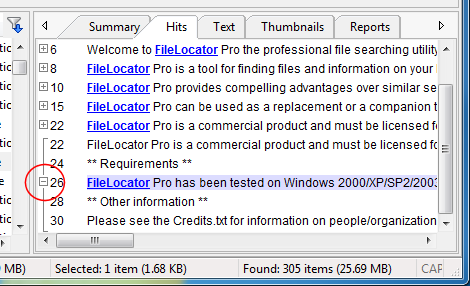 Summary Hits Text Thumbnails Reports
6 Welcome to FileLocator Pro the professional file searching utility
8 FileLocator Pro is a tool for finding files and information on your
10 FileLocator Pro provides compelling advantages over similar se
15 FileLocator Pro can be used as a replacement or a companion t
22 FileLocator Pro is a commercial product and must be licensed fo
22 FileLocator Pro is a commercial product and must be licensed fo
24 ** Requirements **
26 FileLocator Pro has been tested on Windows 2000/XP/SP2/2003
28 ** Other information **
30 Please see the Credits.txt for information on people/organization
MB) Selected: 1 item (1.68 KB) Found: 305 items (25.69 MB) CAP